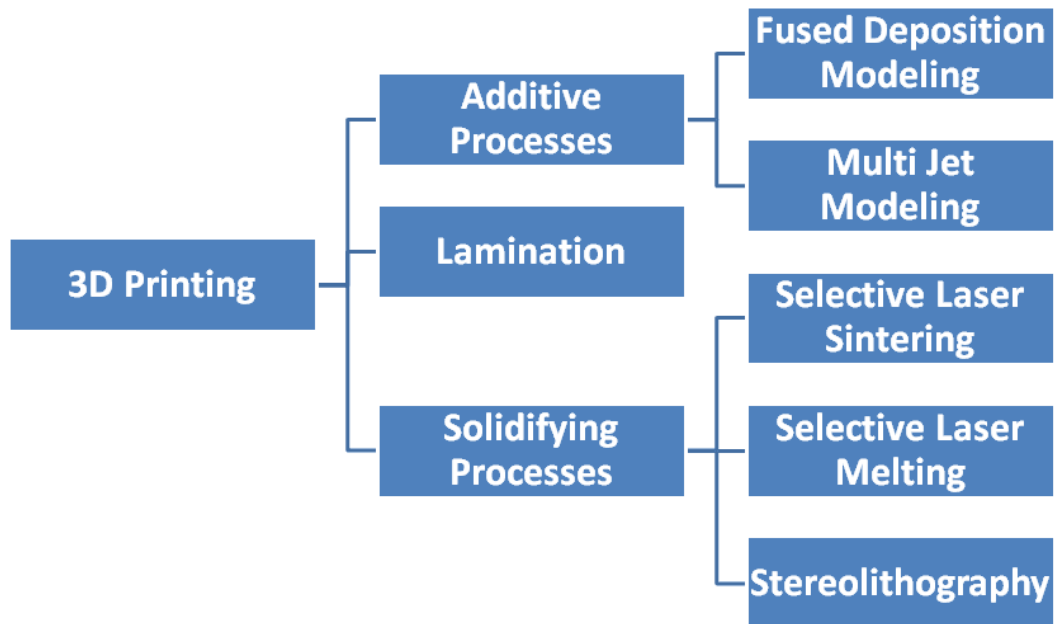 3D Printing
Additive
Processes
Lamination
Solidifying
Processes
Fused Deposition
Modeling
Multi Jet
Modeling
Selective Laser
Sintering
Selective Laser
Melting
Stereolithography